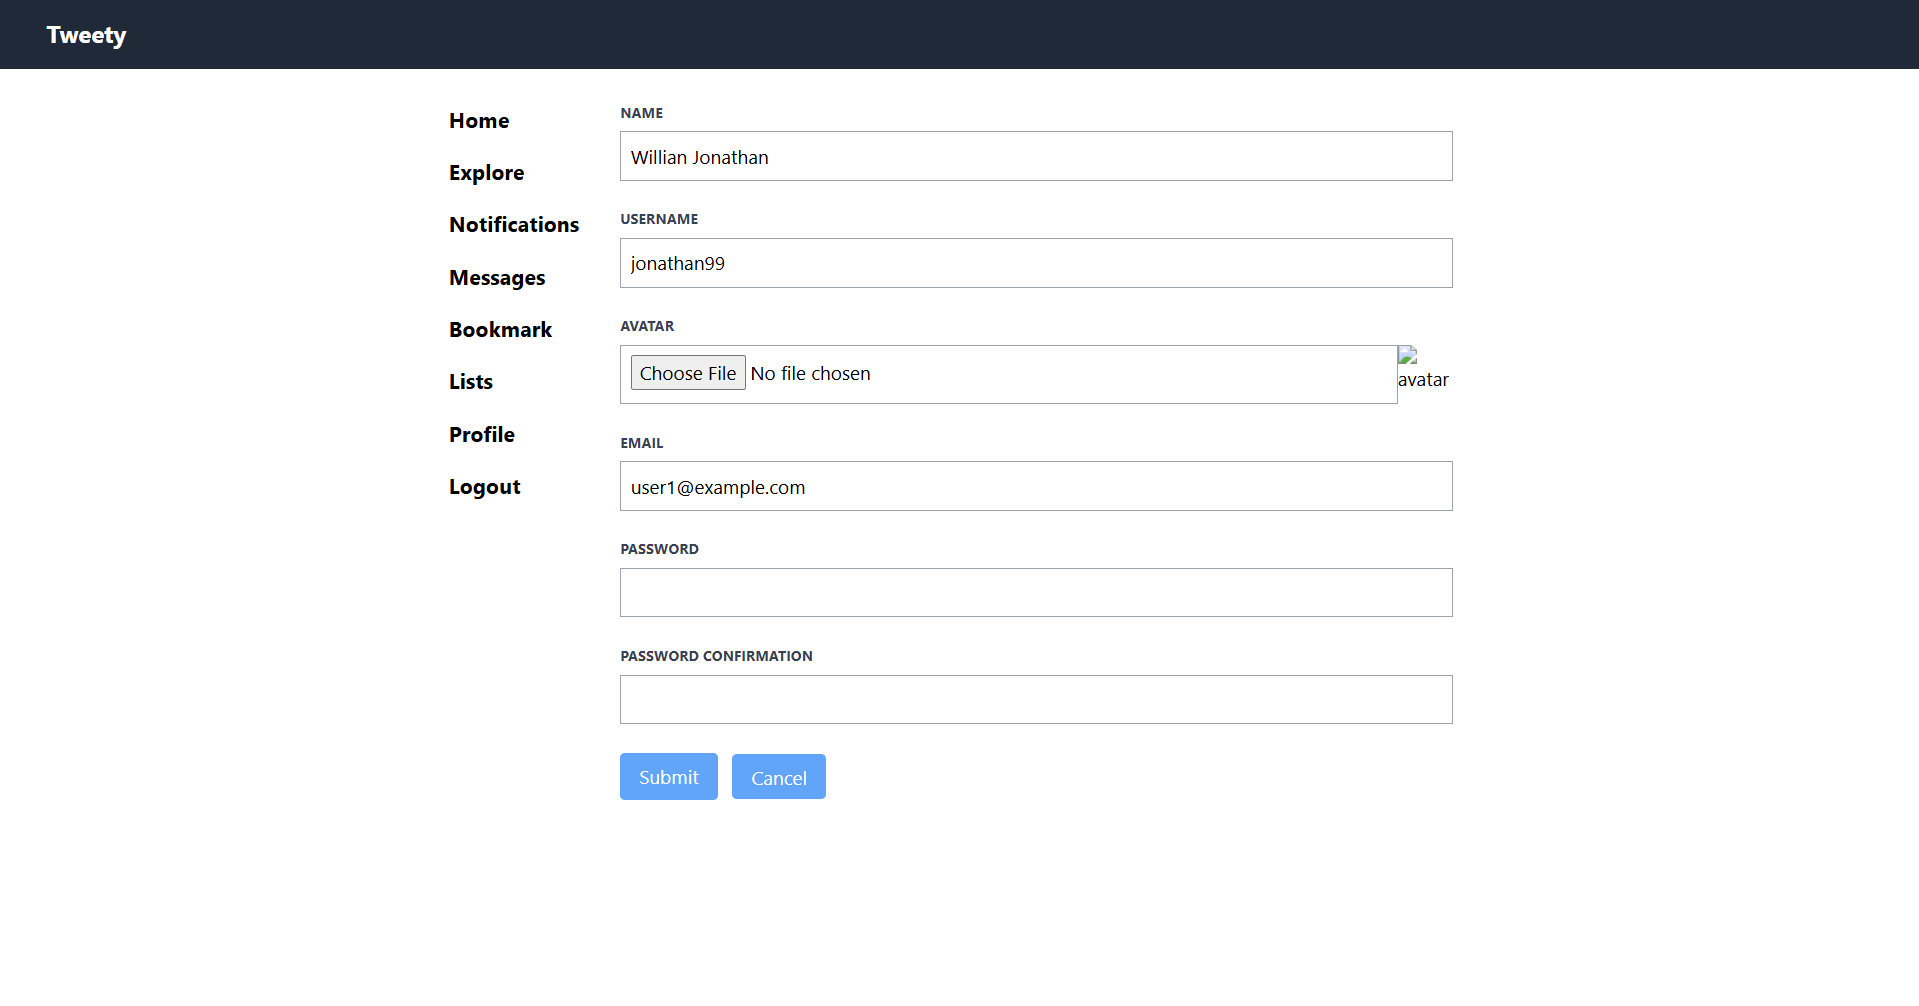 Tweety
Home
Explore
Notifications
Messages
Bookmark
Lists
Profile
Logout
NAME
Willian Jonathan
USERNAME
jonathan99
AVATAR
Choose File No file chosen
avatar
EMAIL
user1@example.com
PASSWORD
PASSWORD CONFIRMATION
Submit Cancel